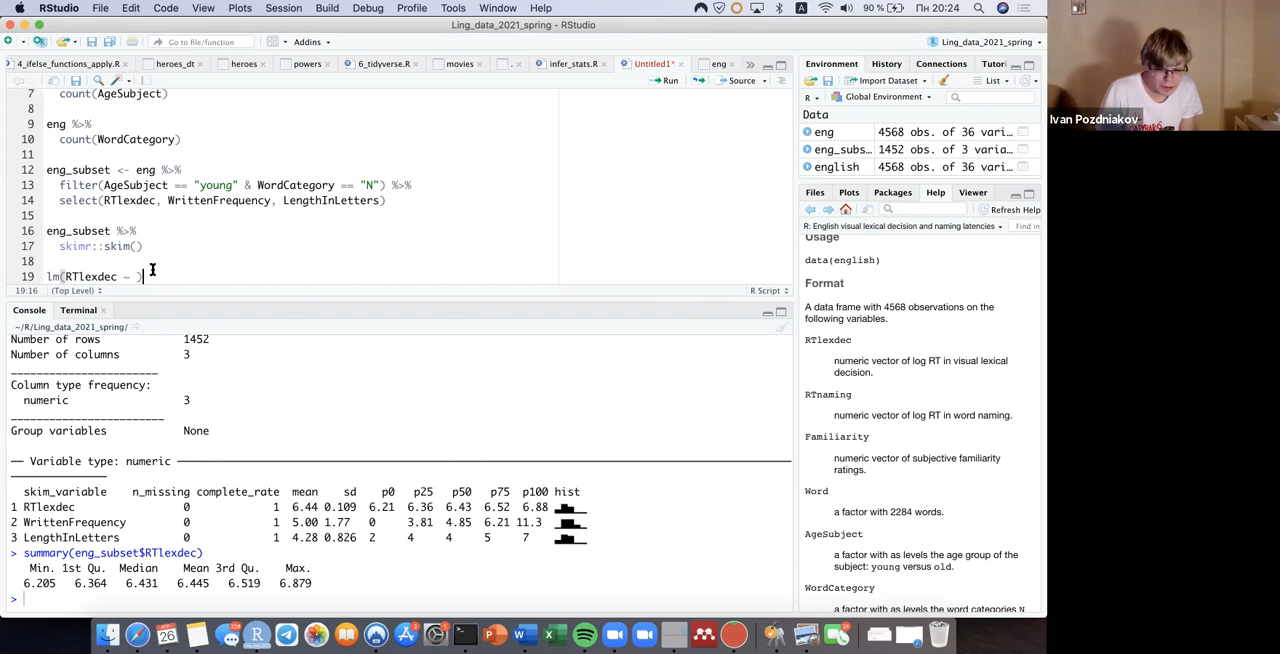 RStudio File Edit Code View Plots Session Build Debug Profile Tools Window Help 90 % Пн 20:24
Ling_data_2021_spring - RStudio
Go to file/function Addins Ling_data_2021_spring
4_ifelse_functions_apply.R heroes_dt heroes powers 6_tidyverse.R movies . infer_stats.R Untitled1* eng
Run Source
7 count(AgeSubject)
8
9 eng %>%
10 count(WordCategory)
11
12 eng_subset <- eng %>%
13 filter(AgeSubject == "young" & WordCategory == "N") %>%
14 select(RTlexdec, WrittenFrequency, LengthInLetters)
15
16 eng_subset %>%
17 skimr::skim()
18
19 lm(RTlexdec ~ )
19:16 (Top Level) R Script
Console Terminal
~/R/Ling_data_2021_spring/
Number of rows 1452
Number of columns 3
Column type frequency:
numeric 3
Group variables None
── Variable type: numeric
skim_variable n_missing complete_rate mean sd p0 p25 p50 p75 p100 hist
1 RTlexdec 0 1 6.44 0.109 6.21 6.36 6.43 6.52 6.88
2 WrittenFrequency 0 1 5.00 1.77 0 3.81 4.85 6.21 11.3
3 LengthInLetters 0 1 4.28 0.826 2 4 4 5 7
> summary(eng_subset$RTlexdec)
Min. 1st Qu. Median Mean 3rd Qu. Max.
6.205 6.364 6.431 6.445 6.519 6.879
>
Environment History Connections Tutori
Import Dataset List
R Global Environment
Data
eng 4568 obs. of 36 vari…
eng_subs… 1452 obs. of 3 varia…
english 4568 obs. of 36 vari…
Files Plots Packages Help Viewer
Refresh Help
R: English visual lexical decision and naming latencies Find in
Usage
data(english)
Format
A data frame with 4568 observations on the
following variables.
RTlexdec
numeric vector of log RT in visual lexical
decision.
RTnaming
numeric vector of log RT in word naming.
Familiarity
numeric vector of subjective familiarity
ratings.
Word
a factor with 2284 words.
AgeSubject
a factor with as levels the age group of the
subject: young versus old.
WordCategory
a factor with as levels the word categories N
Ivan Pozdniakov